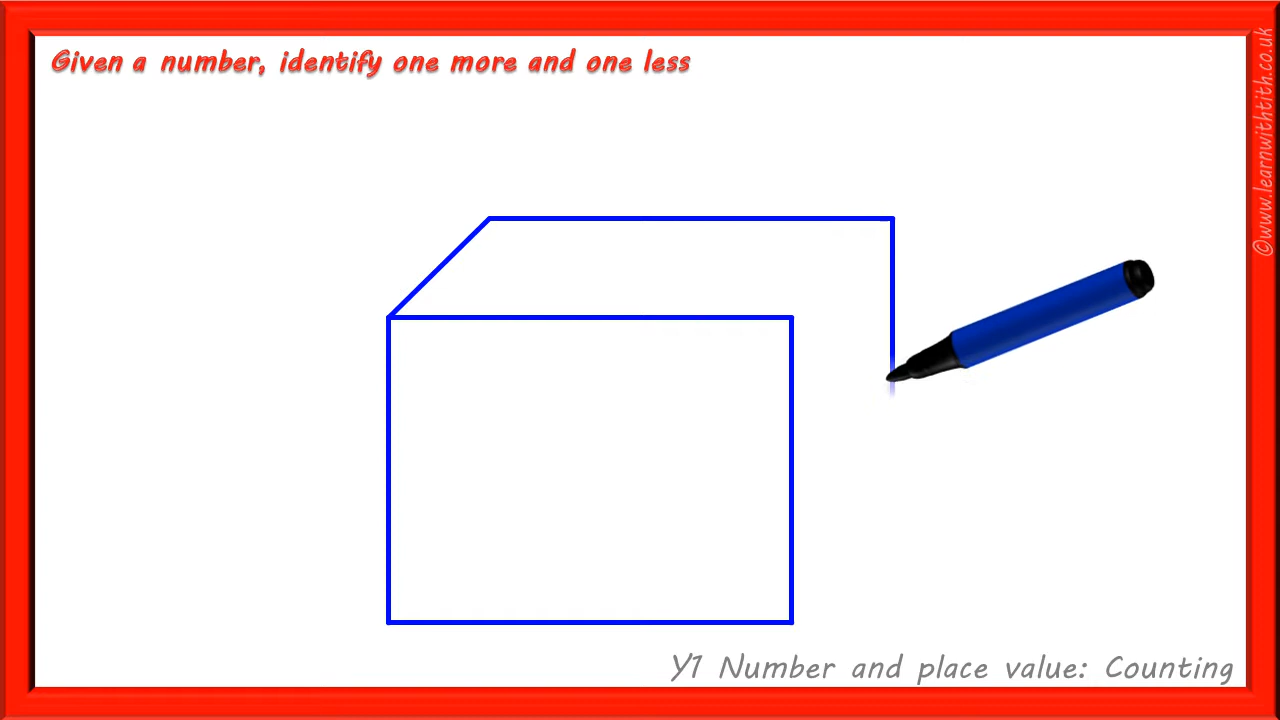 Given a number, identify one more and one less
©www.learnwithtith.co.uk
Y1 Number and place value: Counting